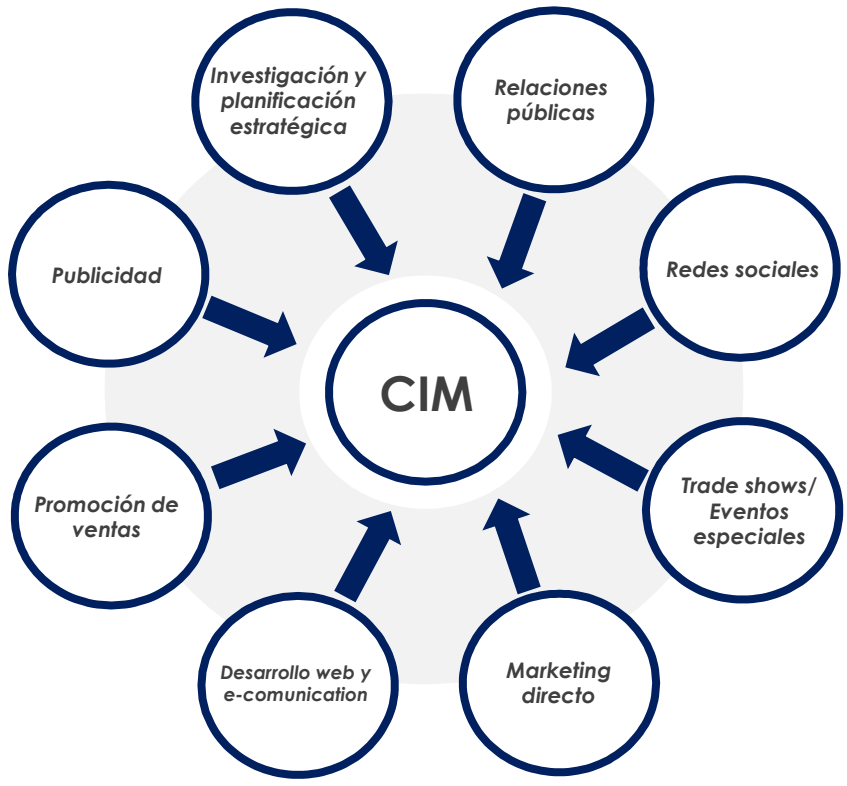 Investigación y
planificación
estratégica
Relaciones
públicas
Publicidad
Redes sociales
CIM
Promoción de
ventas
Trade shows/
Eventos
especiales
Desarrollo web y
e-comunication
Marketing
directo